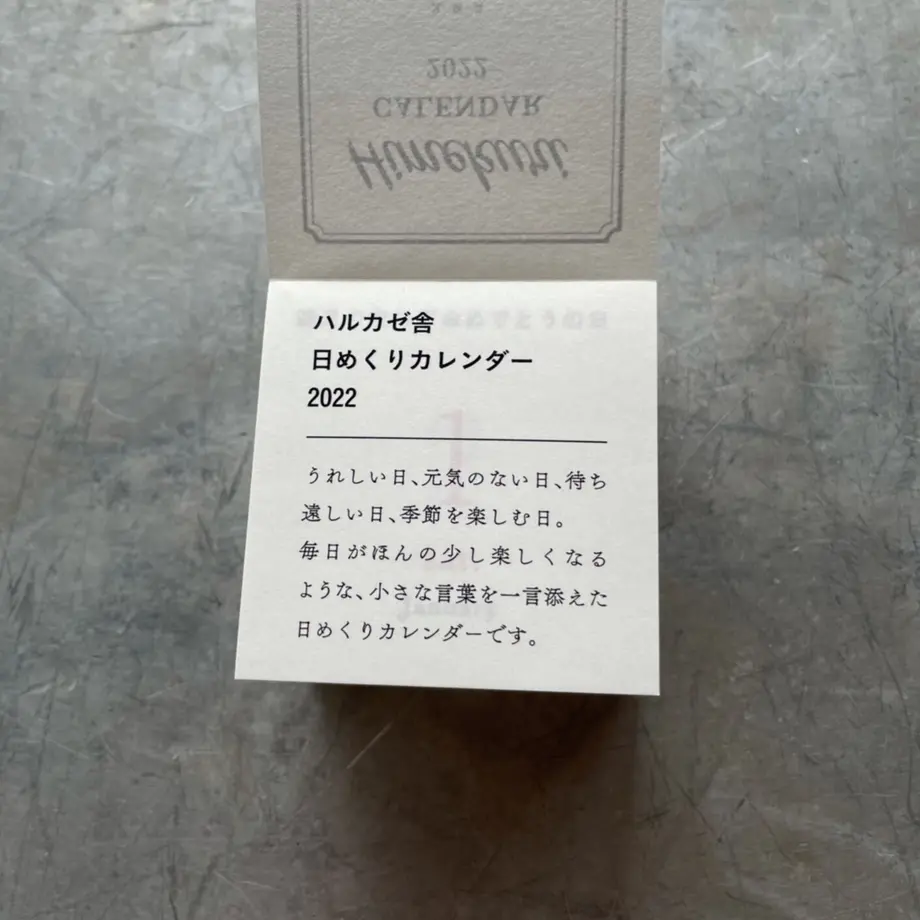 Himekuri
CALENDAR
2022
ハルカゼ舎
日めくりカレンダー
2022
うれしい日、元気のない日、待ち
遠しい日、季節を楽しむ日。
毎日がほんの少し楽しくなる
ような、小さな言葉を一言添えた
日めくりカレンダーです。